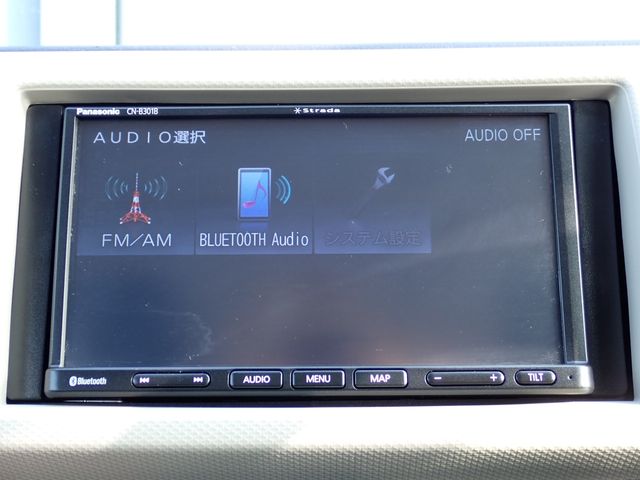 Panasonic CN-B301B Strada
AUDIO選択 AUDIO OFF
FM/AM BLUETOOTH Audio システム設定
Bluetooth AUDIO MENU MAP − + TILT